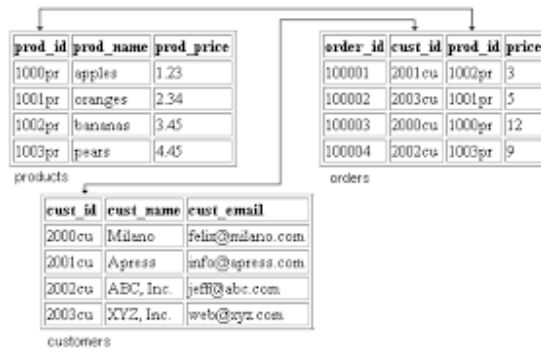 prod_id prod_name prod_price
1000pr apples 1.23
1001pr oranges 2.34
1002pr bananas 3.45
1003pr pears 4.45
products
order_id cust_id prod_id price
100001 2001cu 1002pr 3
100002 2003cu 1001pr 5
100003 2000cu 1000pr 12
100004 2002cu 1003pr 9
orders
cust_id cust_name cust_email
2000cu Milano felix@milano.com
2001cu Apress info@apress.com
2002cu ABC, Inc. jeff@abc.com
2003cu XYZ, Inc. web@xyz.com
customers